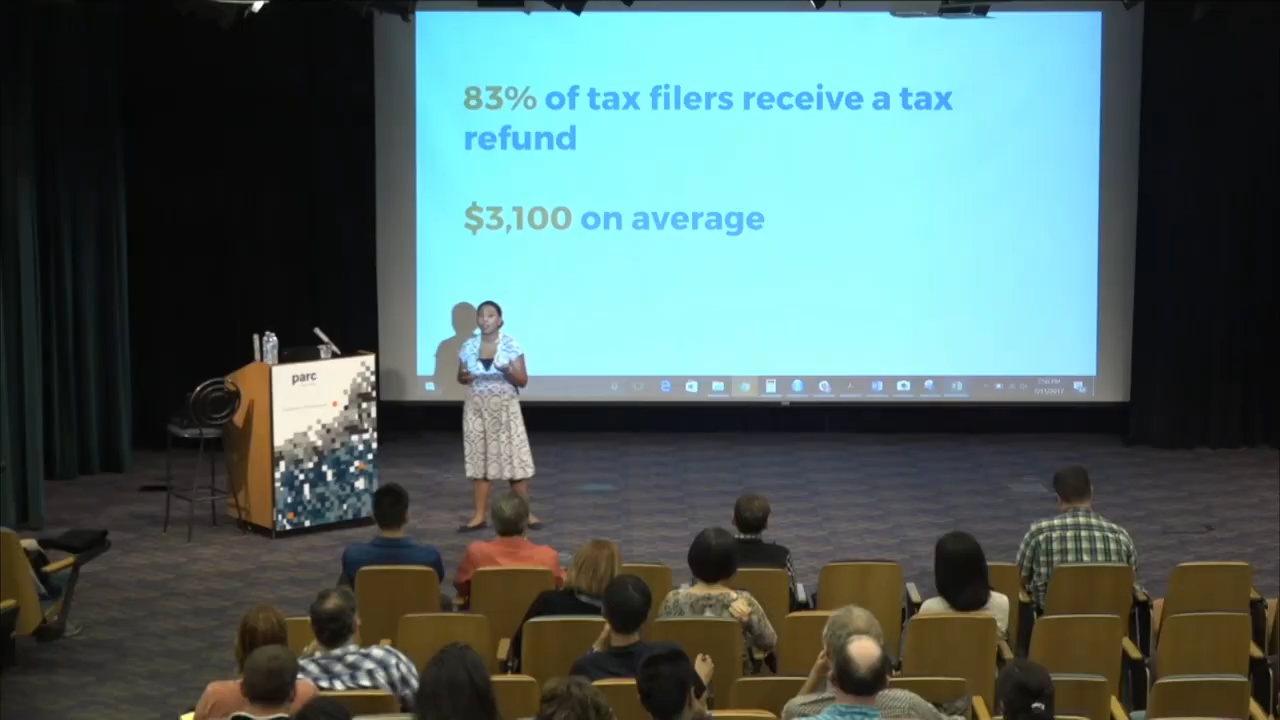 83% of tax filers receive a tax
refund
$3,100 on average
parc